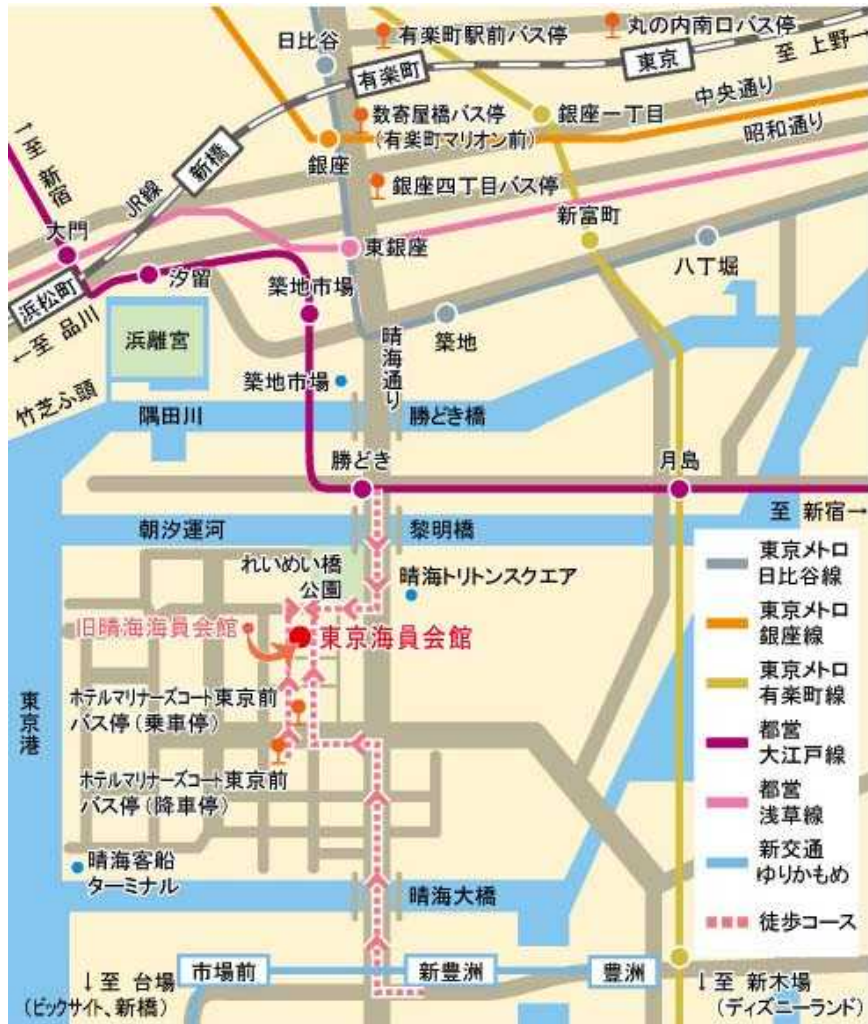 日比谷
有楽町駅前バス停
丸の内南口バス停
至 上野→
有楽町
東京
中央通り
銀座一丁目
数寄屋橋バス停
(有楽町マリオン前)
昭和通り
→至 新宿
銀座
新橋
JR線
銀座四丁目バス停
新富町
大門
東銀座
八丁堀
汐留
築地市場
浜松町
←至 品川
浜離宮
築地
晴海通り
築地市場
竹芝ふ頭
隅田川
勝どき橋
勝どき
月島
至 新宿→
朝汐運河
黎明橋
れいめい橋
公園
晴海トリトンスクエア
旧晴海海員会館
東京海員会館
東京港
ホテルマリナーズコート東京前
バス停(乗車停)
ホテルマリナーズコート東京前
バス停(降車停)
晴海客船
ターミナル
晴海大橋
市場前
新豊洲
豊洲
↓至 台場
(ビックサイト、新橋)
↓至 新木場
(ディズニーランド)
東京メトロ
日比谷線
東京メトロ
銀座線
東京メトロ
有楽町線
都営
大江戸線
都営
浅草線
新交通
ゆりかもめ
徒歩コース